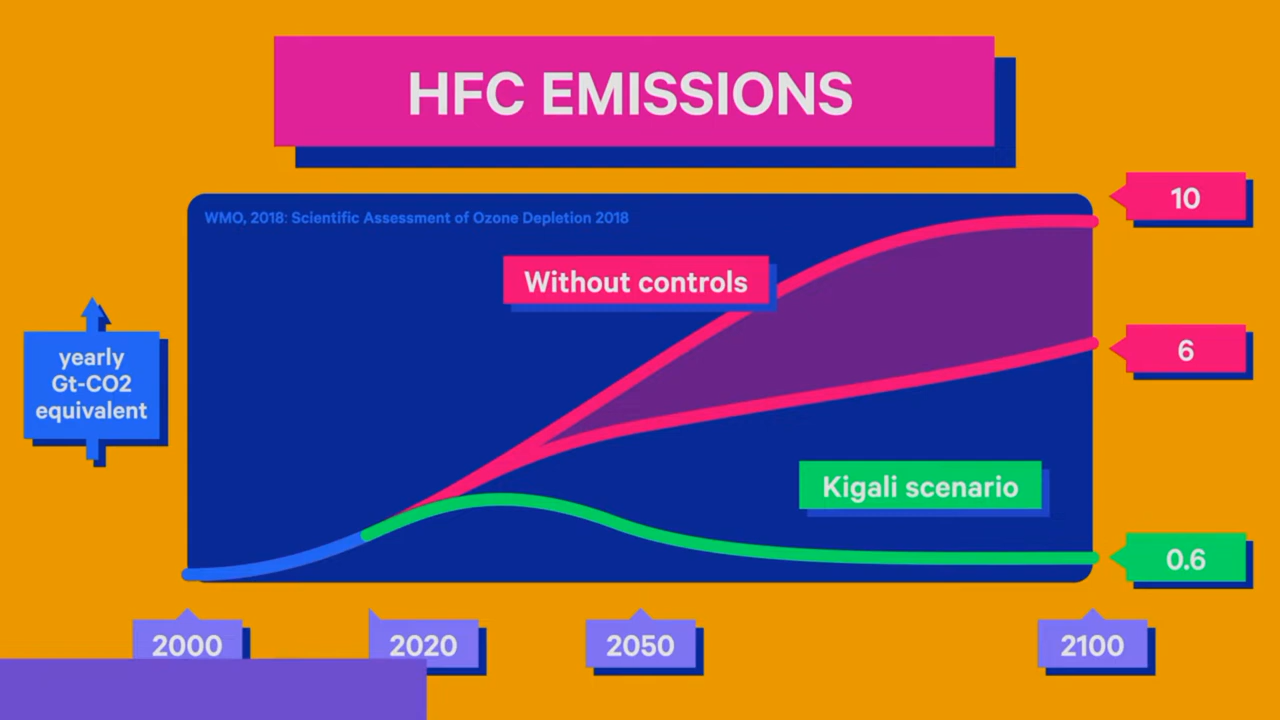 HFC EMISSIONS
WMO, 2018: Scientific Assessment of Ozone Depletion 2018
10
Without controls
yearly
Gt-CO2
equivalent
6
Kigali scenario
0.6
2000
2020
2050
2100